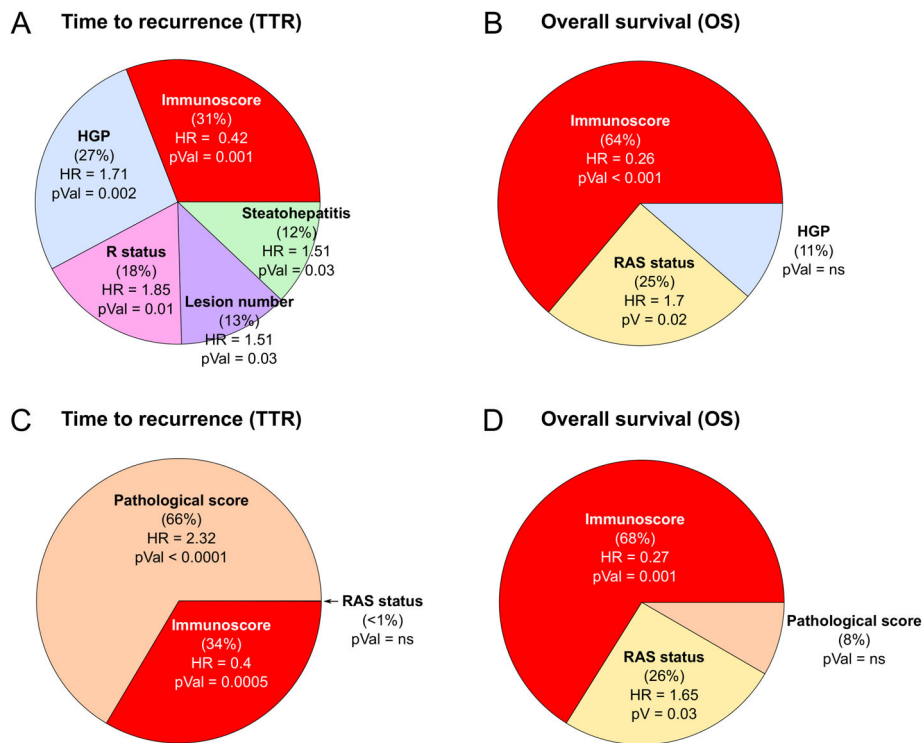 A Time to recurrence (TTR)
Immunoscore
(31%)
HR = 0.42
pVal = 0.001
HGP
(27%)
HR = 1.71
pVal = 0.002
Steatohepatitis
(12%)
HR = 1.51
pVal = 0.03
R status
(18%)
HR = 1.85
pVal = 0.01
Lesion number
(13%)
HR = 1.51
pVal = 0.03
B Overall survival (OS)
Immunoscore
(64%)
HR = 0.26
pVal < 0.001
HGP
(11%)
pVal = ns
RAS status
(25%)
HR = 1.7
pV = 0.02
C Time to recurrence (TTR)
Pathological score
(66%)
HR = 2.32
pVal < 0.0001
RAS status
(<1%)
pVal = ns
Immunoscore
(34%)
HR = 0.4
pVal = 0.0005
D Overall survival (OS)
Immunoscore
(68%)
HR = 0.27
pVal = 0.001
Pathological score
(8%)
pVal = ns
RAS status
(26%)
HR = 1.65
pV = 0.03